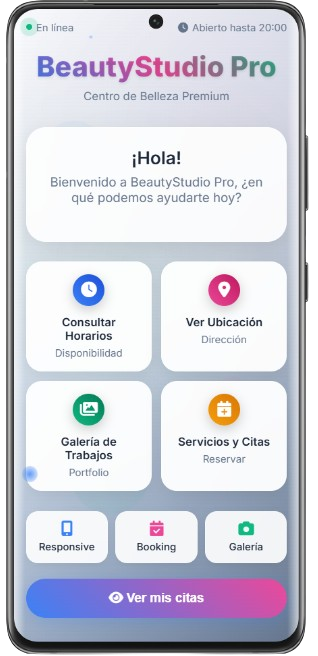 En línea
Abierto hasta 20:00
BeautyStudio Pro
Centro de Belleza Premium
¡Hola!
Bienvenido a BeautyStudio Pro, ¿en
qué podemos ayudarte hoy?
Consultar
Horarios
Disponibilidad
Ver Ubicación
Dirección
Galería de
Trabajos
Portfolio
Servicios y Citas
Reservar
Responsive
Booking
Galería
Ver mis citas